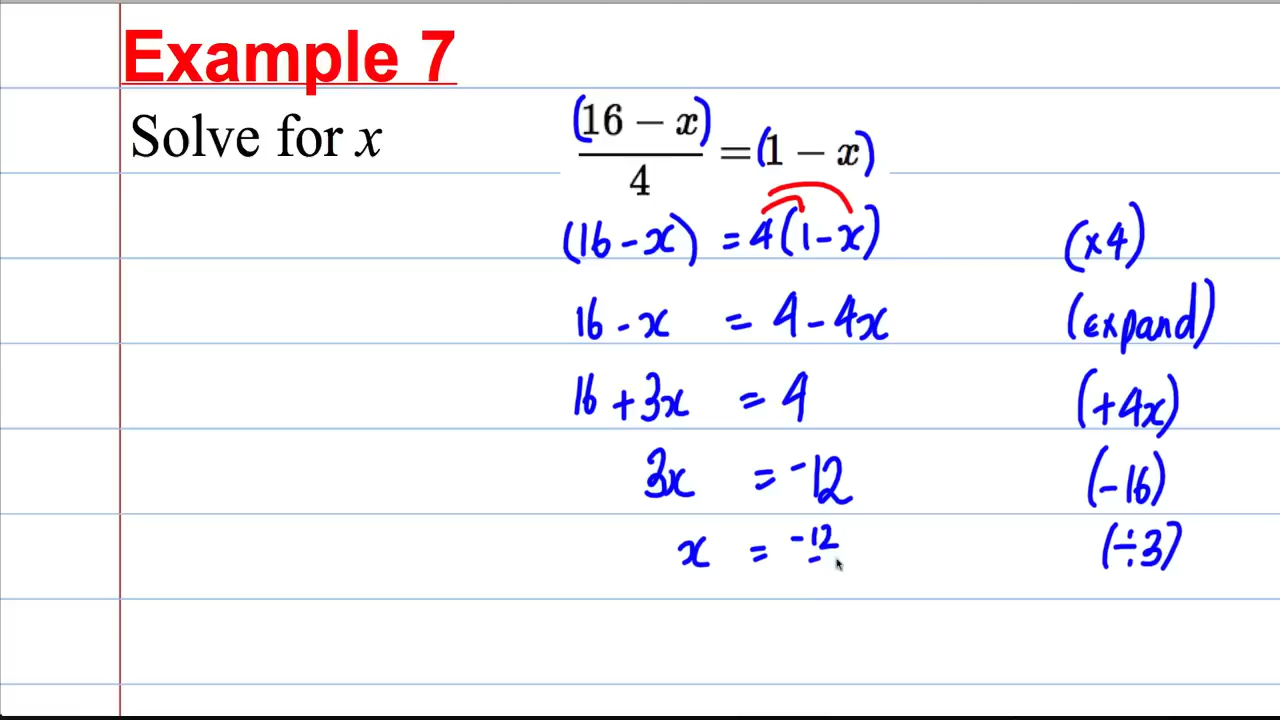 Example 7
Solve for x
(16 − x)/4 = (1 − x)
(16 - x) = 4(1 - x) (×4)
16 - x = 4 - 4x (expand)
16 + 3x = 4 (+4x)
3x = -12 (-16)
x = -12 (÷3)